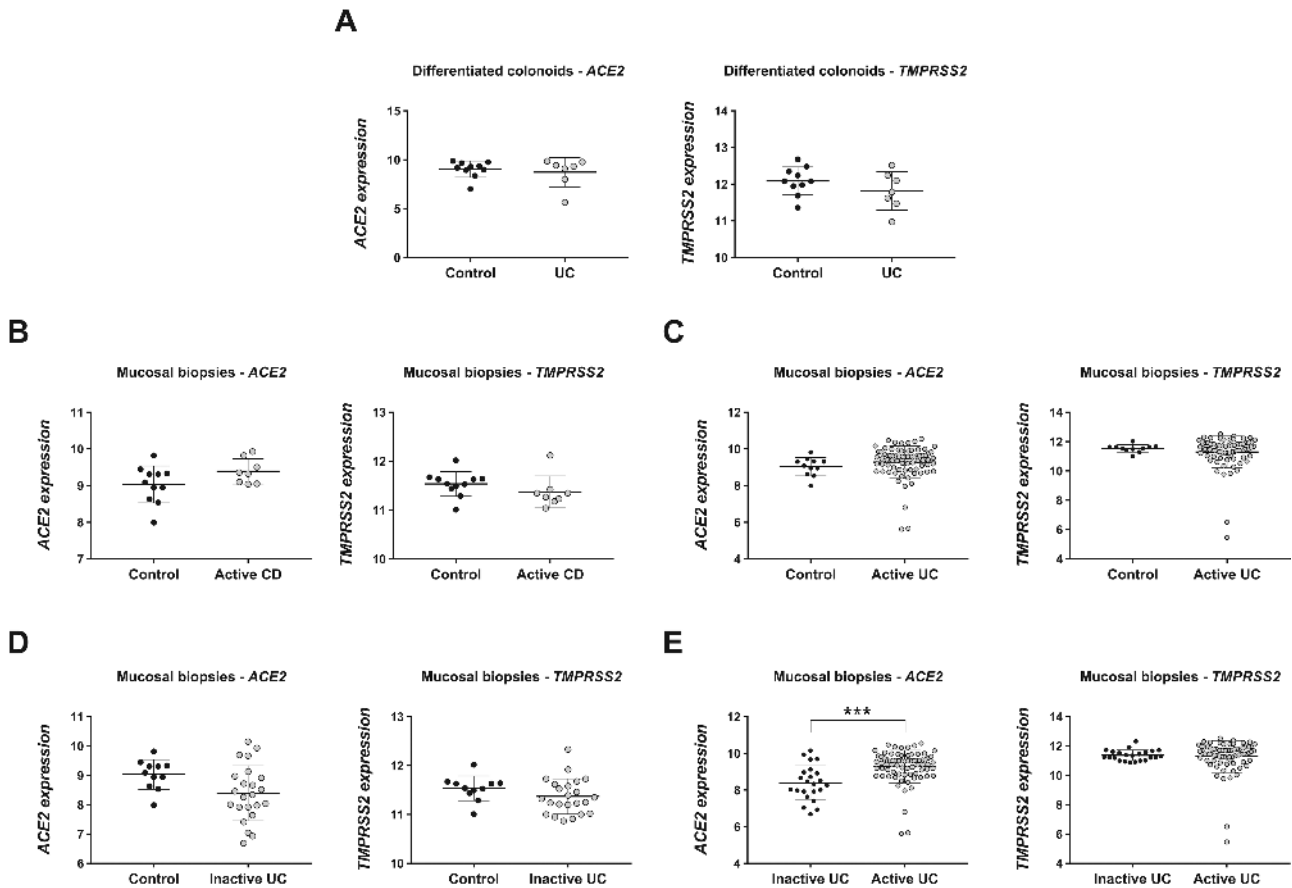 A
Differentiated colonoids - ACE2
ACE2 expression
15
10
5
0
Control
UC
Differentiated colonoids - TMPRSS2
TMPRSS2 expression
14
13
12
11
10
Control
UC
B
Mucosal biopsies - ACE2
ACE2 expression
11
10
9
8
7
Control
Active CD
Mucosal biopsies - TMPRSS2
TMPRSS2 expression
13
12
11
10
Control
Active CD
C
Mucosal biopsies - ACE2
ACE2 expression
12
10
8
6
4
Control
Active UC
Mucosal biopsies - TMPRSS2
TMPRSS2 expression
14
12
10
8
6
4
Control
Active UC
D
Mucosal biopsies - ACE2
ACE2 expression
11
10
9
8
7
6
Control
Inactive UC
Mucosal biopsies - TMPRSS2
TMPRSS2 expression
13
12
11
10
Control
Inactive UC
E
Mucosal biopsies - ACE2
ACE2 expression
12
10
8
6
4
***
Inactive UC
Active UC
Mucosal biopsies - TMPRSS2
TMPRSS2 expression
14
12
10
8
6
4
Inactive UC
Active UC